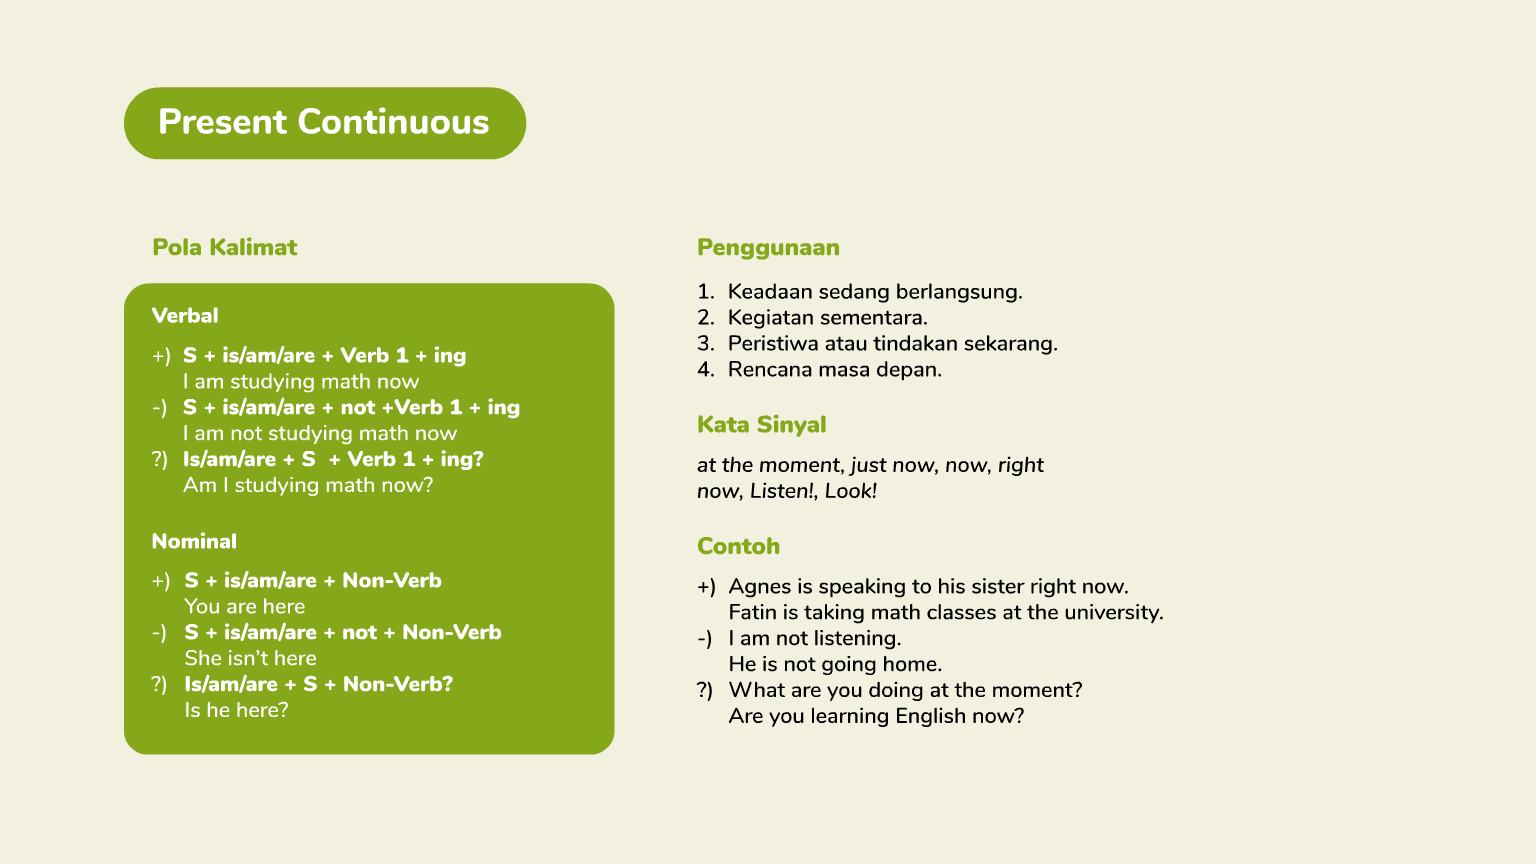 Present Continuous
Pola Kalimat
Verbal
+) S + is/am/are + Verb 1 + ing
I am studying math now
-) S + is/am/are + not +Verb 1 + ing
I am not studying math now
?) Is/am/are + S + Verb 1 + ing?
Am I studying math now?
Nominal
+) S + is/am/are + Non-Verb
You are here
-) S + is/am/are + not + Non-Verb
She isn’t here
?) Is/am/are + S + Non-Verb?
Is he here?
Penggunaan
1. Keadaan sedang berlangsung.
2. Kegiatan sementara.
3. Peristiwa atau tindakan sekarang.
4. Rencana masa depan.
Kata Sinyal
at the moment, just now, now, right
now, Listen!, Look!
Contoh
+) Agnes is speaking to his sister right now.
Fatin is taking math classes at the university.
-) I am not listening.
He is not going home.
?) What are you doing at the moment?
Are you learning English now?